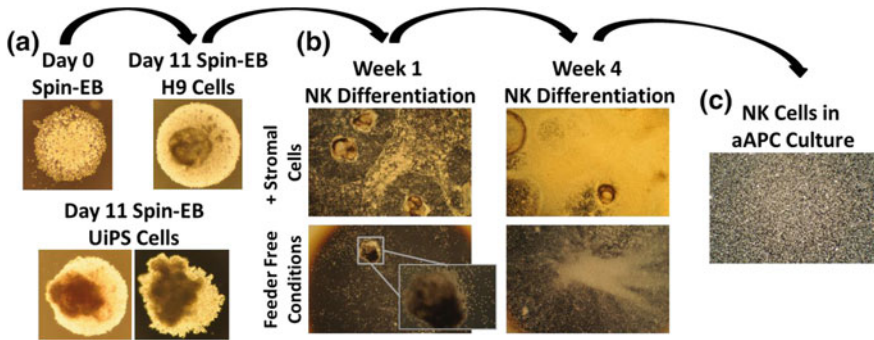 (a)
Day 0
Spin-EB
Day 11 Spin-EB
H9 Cells
Day 11 Spin-EB
UiPS Cells
(b)
Week 1
NK Differentiation
Week 4
NK Differentiation
+ Stromal
Cells
Feeder Free
Conditions
(c)
NK Cells in
aAPC Culture